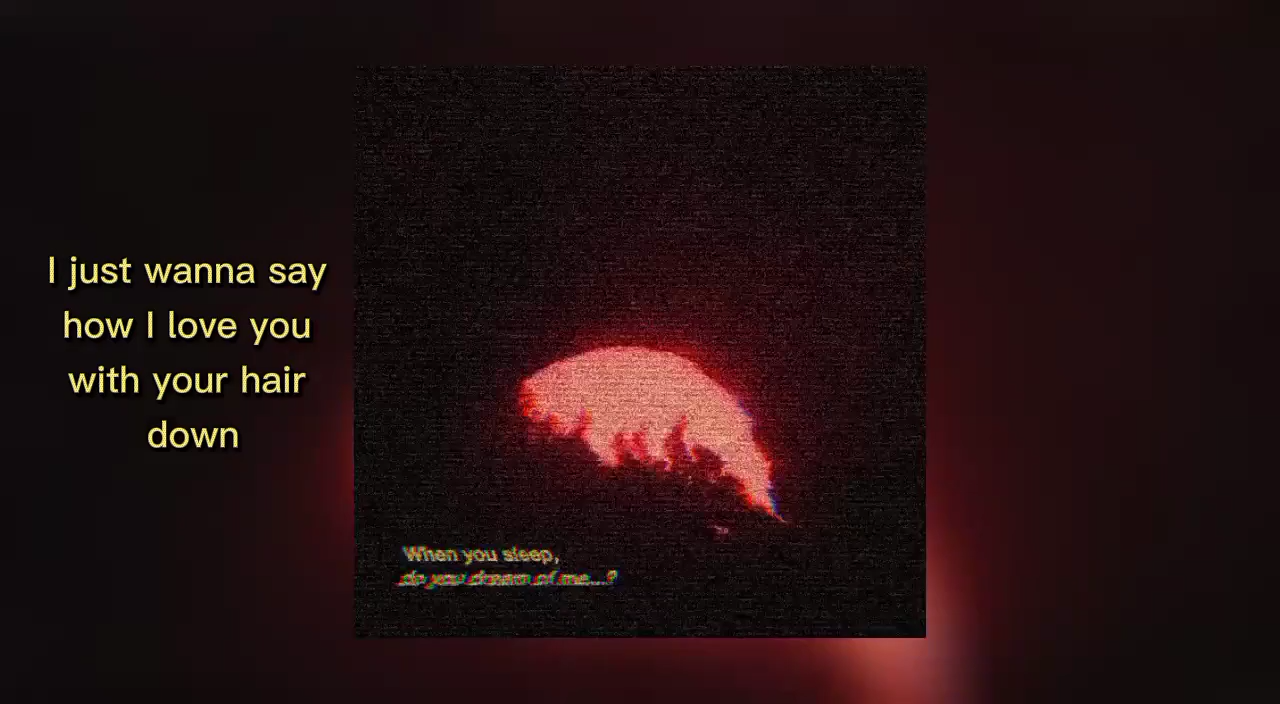 I just wanna say
how I love you
with your hair
down
When you sleep,
do you dream of me...?